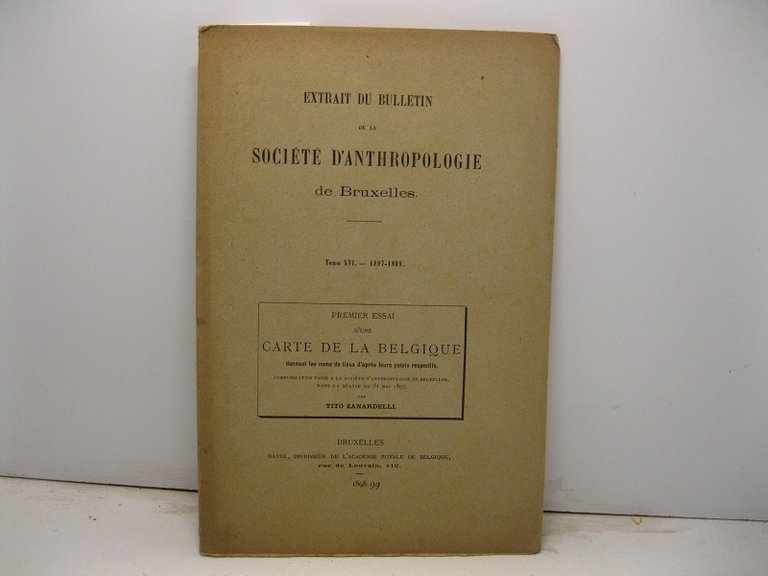 EXTRAIT DU BULLETIN
DE LA
SOCIÉTÉ D'ANTHROPOLOGIE
de Bruxelles.
Tome XVI. — 1897-1898.
PREMIER ESSAI
D'UNE
CARTE DE LA BELGIQUE
donnant les noms de lieux d'après leurs patois respectifs,
COMMUNICATION FAITE A LA SOCIÉTÉ D'ANTHROPOLOGIE DE BRUXELLES,
DANS LA SÉANCE DU 31 MAI 1897,
PAR
TITO ZANARDELLI.
BRUXELLES
HAYEZ, IMPRIMEUR DE L'ACADÉMIE ROYALE DE BELGIQUE,
rue de Louvain, 112.
1898-99